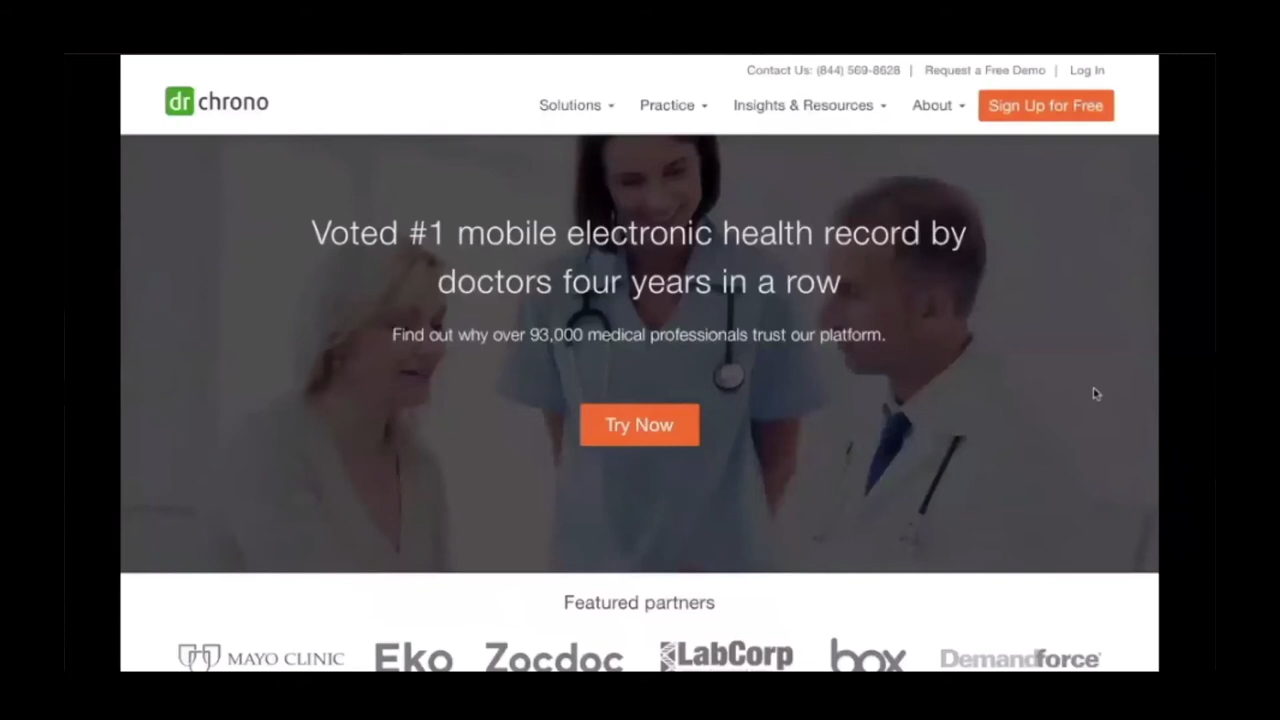 Contact Us: (844) 569-8628 | Request a Free Demo | Log In
dr chrono
Solutions Practice Insights & Resources About Sign Up for Free
Voted #1 mobile electronic health record by
doctors four years in a row
Find out why over 93,000 medical professionals trust our platform.
Try Now
Featured partners
MAYO CLINIC Eko Zocdoc LabCorp box Demandforce